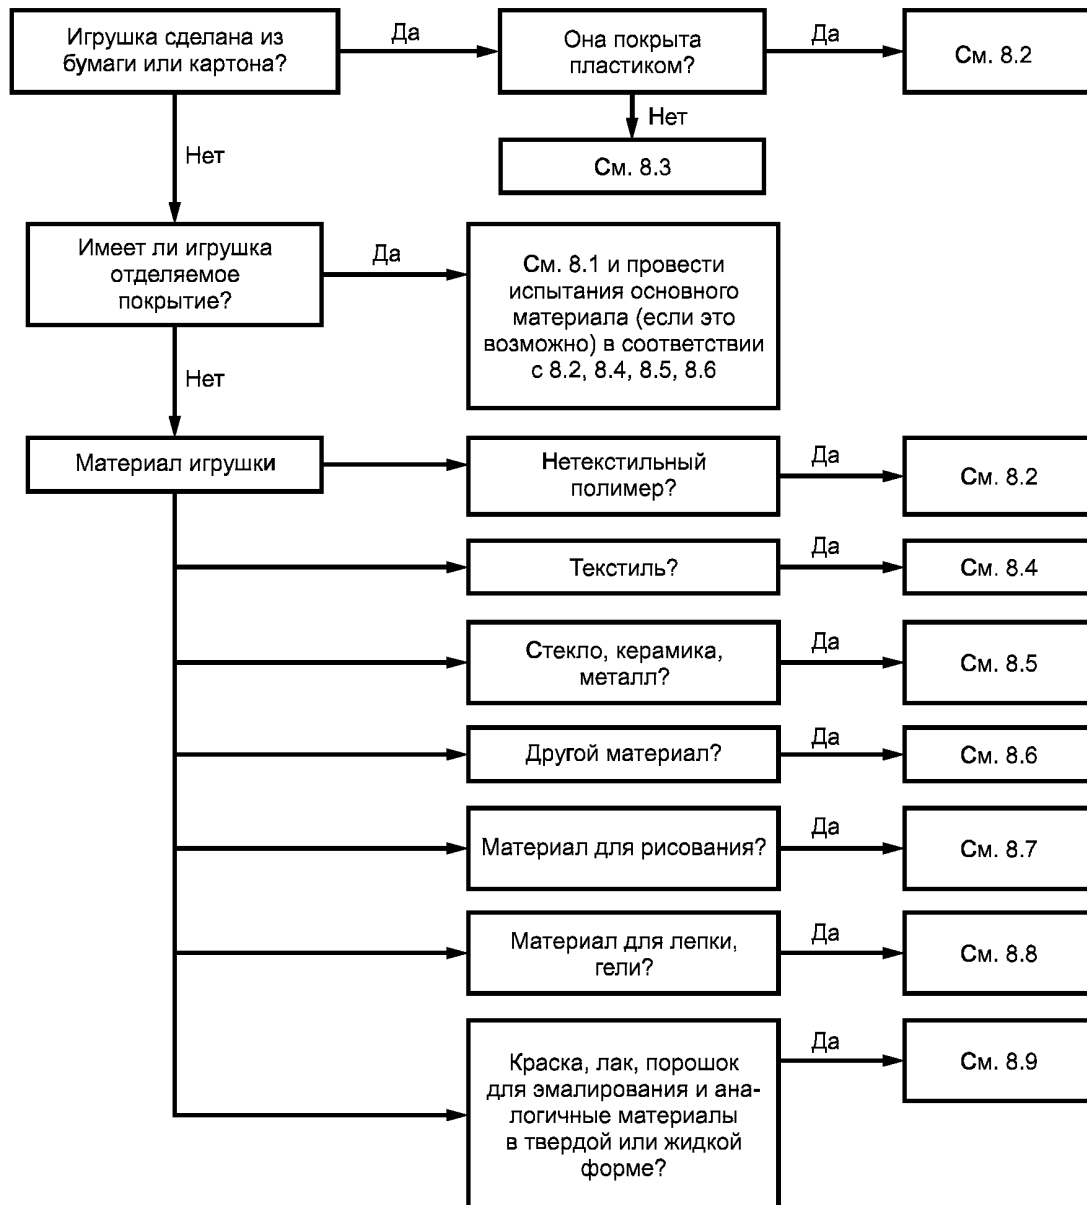 Игрушка сделана из
бумаги или картона?
Да
Она покрыта
пластиком?
Да
См. 8.2
Нет
См. 8.3
Нет
Имеет ли игрушка
отделяемое
покрытие?
Да
См. 8.1 и провести
испытания основного
материала (если это
возможно) в соответствии
с 8.2, 8.4, 8.5, 8.6
Нет
Материал игрушки
Нетекстильный
полимер?
Да
См. 8.2
Текстиль?
Да
См. 8.4
Стекло, керамика,
металл?
Да
См. 8.5
Другой материал?
Да
См. 8.6
Материал для рисования?
Да
См. 8.7
Материал для лепки,
гели?
Да
См. 8.8
Краска, лак, порошок
для эмалирования и ана-
логичные материалы
в твердой или жидкой
форме?
Да
См. 8.9